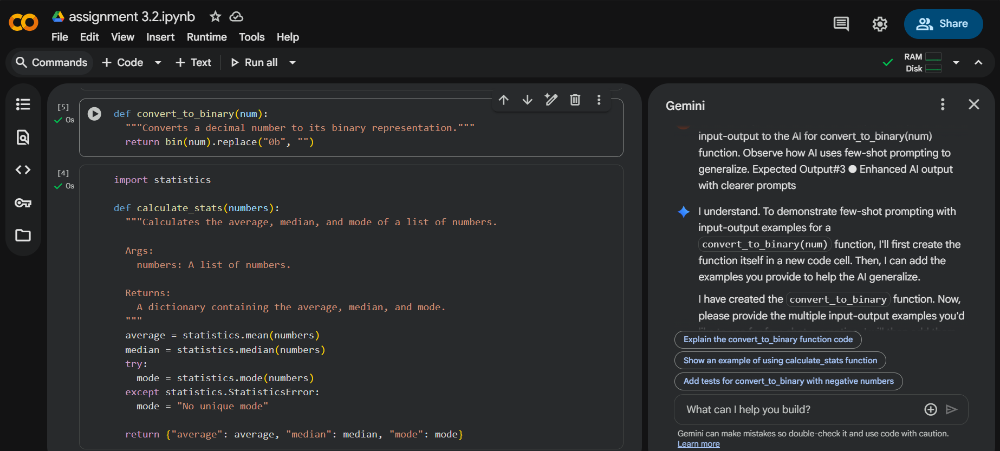 assignment 3.2.ipynb
File Edit View Insert Runtime Tools Help
Share
Commands + Code + Text Run all
RAM
Disk
[5]
0s
def convert_to_binary(num):
"""Converts a decimal number to its binary representation."""
return bin(num).replace("0b", "")
[4]
0s
import statistics
def calculate_stats(numbers):
"""Calculates the average, median, and mode of a list of numbers.
Args:
numbers: A list of numbers.
Returns:
A dictionary containing the average, median, and mode.
"""
average = statistics.mean(numbers)
median = statistics.median(numbers)
try:
mode = statistics.mode(numbers)
except statistics.StatisticsError:
mode = "No unique mode"
return {"average": average, "median": median, "mode": mode}
Gemini
input-output to the AI for convert_to_binary(num)
function. Observe how AI uses few-shot prompting to
generalize. Expected Output#3 ● Enhanced AI output
with clearer prompts
I understand. To demonstrate few-shot prompting with
input-output examples for a
convert_to_binary(num) function, I'll first create the
function itself in a new code cell. Then, I can add the
examples you provide to help the AI generalize.
I have created the convert_to_binary function. Now,
please provide the multiple input-output examples you'd
Explain the convert_to_binary function code
Show an example of using calculate_stats function
Add tests for convert_to_binary with negative numbers
What can I help you build?
Gemini can make mistakes so double-check it and use code with caution.
Learn more